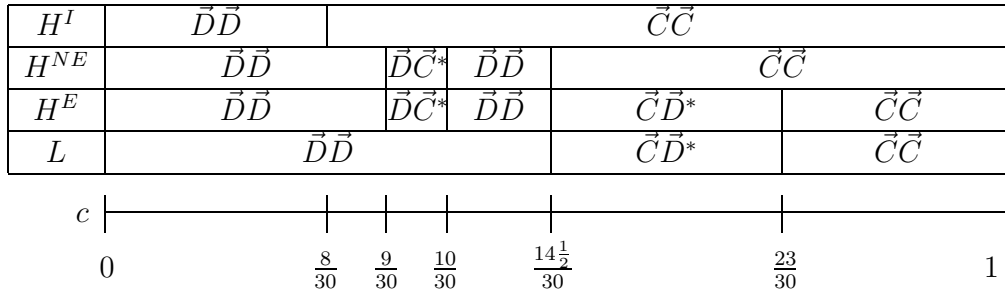 H^I D⃗D⃗ C⃗C⃗
H^{NE} D⃗D⃗ D⃗C⃗* D⃗D⃗ C⃗C⃗
H^E D⃗D⃗ D⃗C⃗* D⃗D⃗ C⃗D⃗* C⃗C⃗
L D⃗D⃗ C⃗D⃗* C⃗C⃗
c
0 8/30 9/30 10/30 14½/30 23/30 1